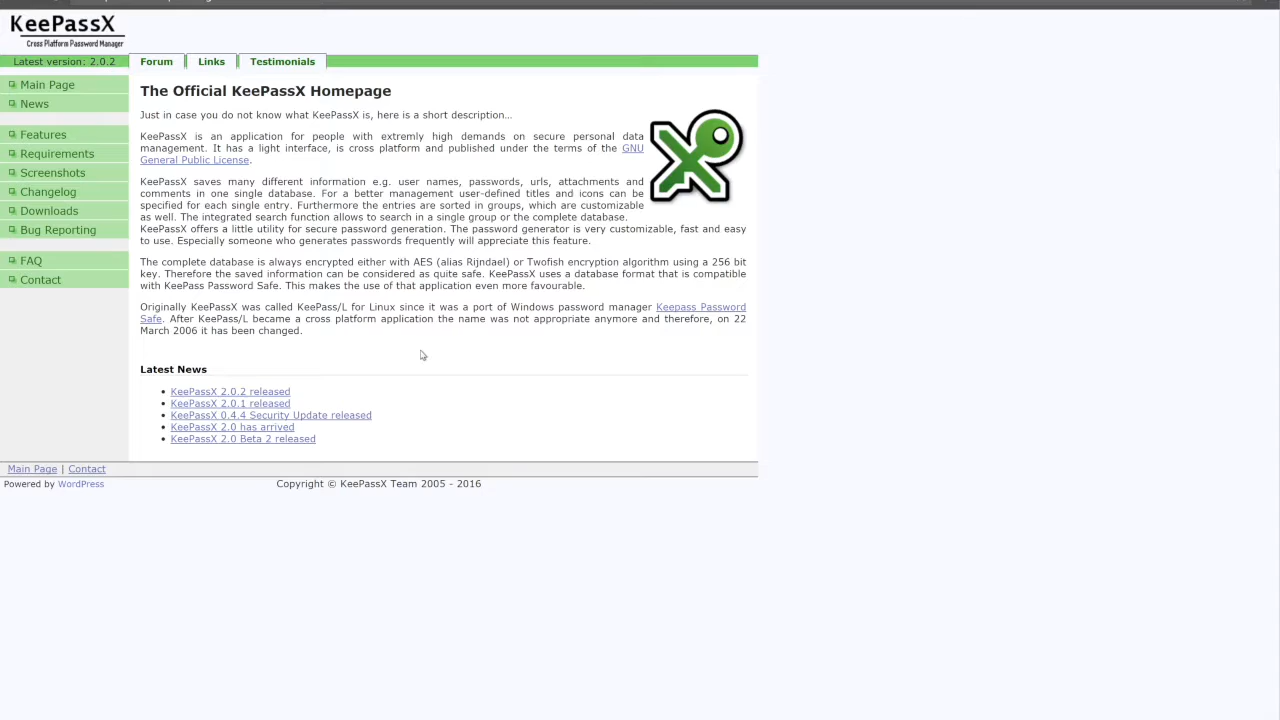 KeePassX
Cross Platform Password Manager
Latest version: 2.0.2
Forum
Links
Testimonials
Main Page
News
Features
Requirements
Screenshots
Changelog
Downloads
Bug Reporting
FAQ
Contact
The Official KeePassX Homepage
Just in case you do not know what KeePassX is, here is a short description...
KeePassX is an application for people with extremly high demands on secure personal data
management. It has a light interface, is cross platform and published under the terms of the GNU
General Public License.
KeePassX saves many different information e.g. user names, passwords, urls, attachments and
comments in one single database. For a better management user-defined titles and icons can be
specified for each single entry. Furthermore the entries are sorted in groups, which are customizable
as well. The integrated search function allows to search in a single group or the complete database.
KeePassX offers a little utility for secure password generation. The password generator is very customizable, fast and easy
to use. Especially someone who generates passwords frequently will appreciate this feature.
The complete database is always encrypted either with AES (alias Rijndael) or Twofish encryption algorithm using a 256 bit
key. Therefore the saved information can be considered as quite safe. KeePassX uses a database format that is compatible
with KeePass Password Safe. This makes the use of that application even more favourable.
Originally KeePassX was called KeePass/L for Linux since it was a port of Windows password manager Keepass Password
Safe. After KeePass/L became a cross platform application the name was not appropriate anymore and therefore, on 22
March 2006 it has been changed.
Latest News
KeePassX 2.0.2 released
KeePassX 2.0.1 released
KeePassX 0.4.4 Security Update released
KeePassX 2.0 has arrived
KeePassX 2.0 Beta 2 released
Main Page | Contact
Powered by WordPress
Copyright © KeePassX Team 2005 - 2016